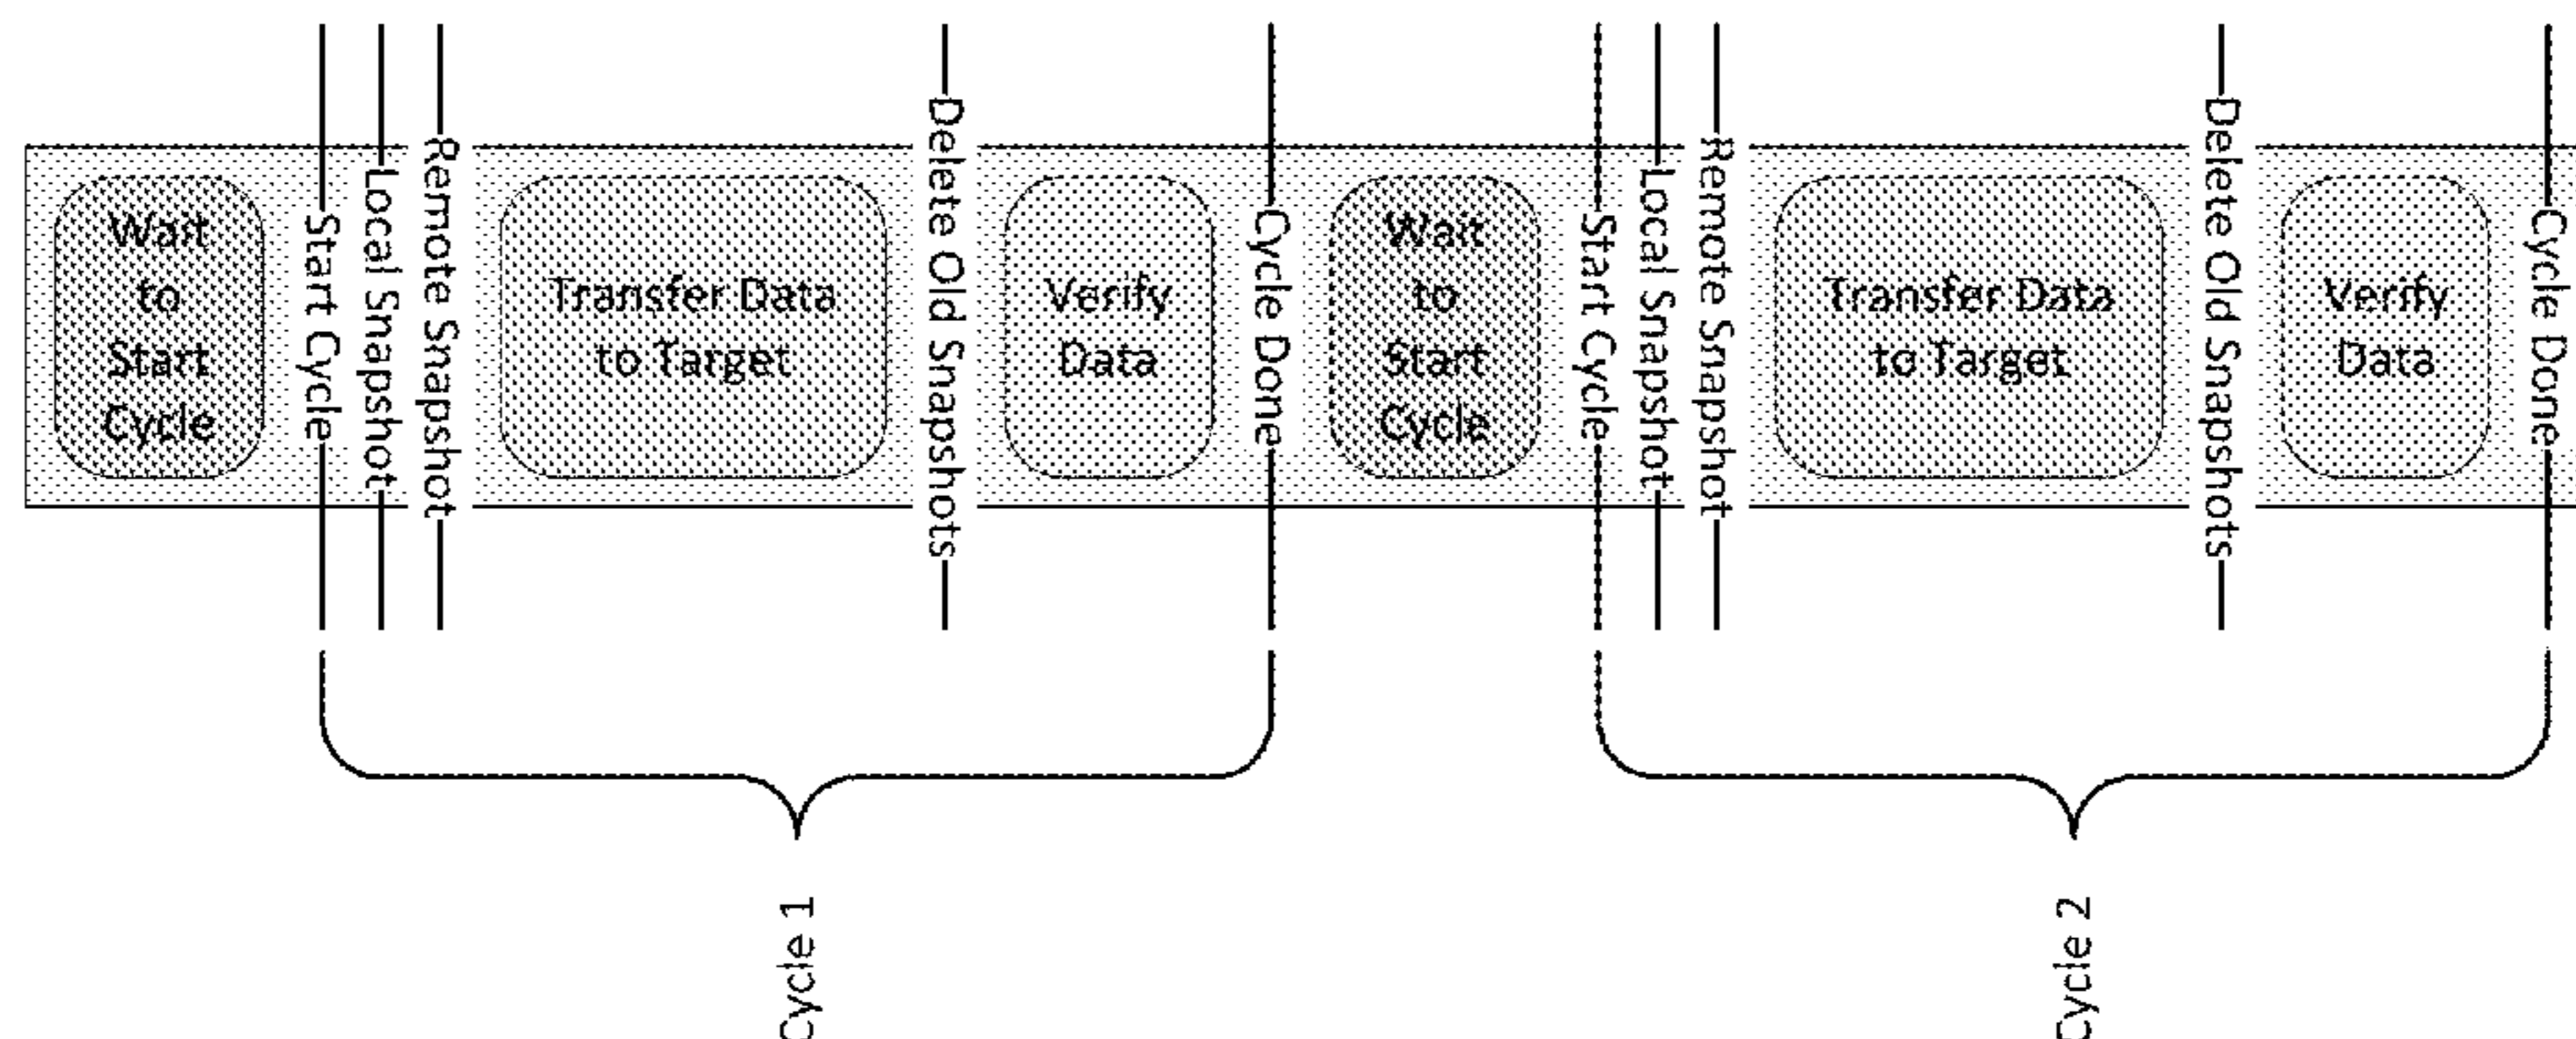 Wait
to
Start
Cycle
Start Cycle
Local Snapshot
Remote Snapshot
Transfer Data
to Target
Delete Old Snapshots
Verify
Data
Cycle Done
Wait
to
Start
Cycle
Start Cycle
Local Snapshot
Remote Snapshot
Transfer Data
to Target
Delete Old Snapshots
Verify
Data
Cycle Done
Cycle 1
Cycle 2